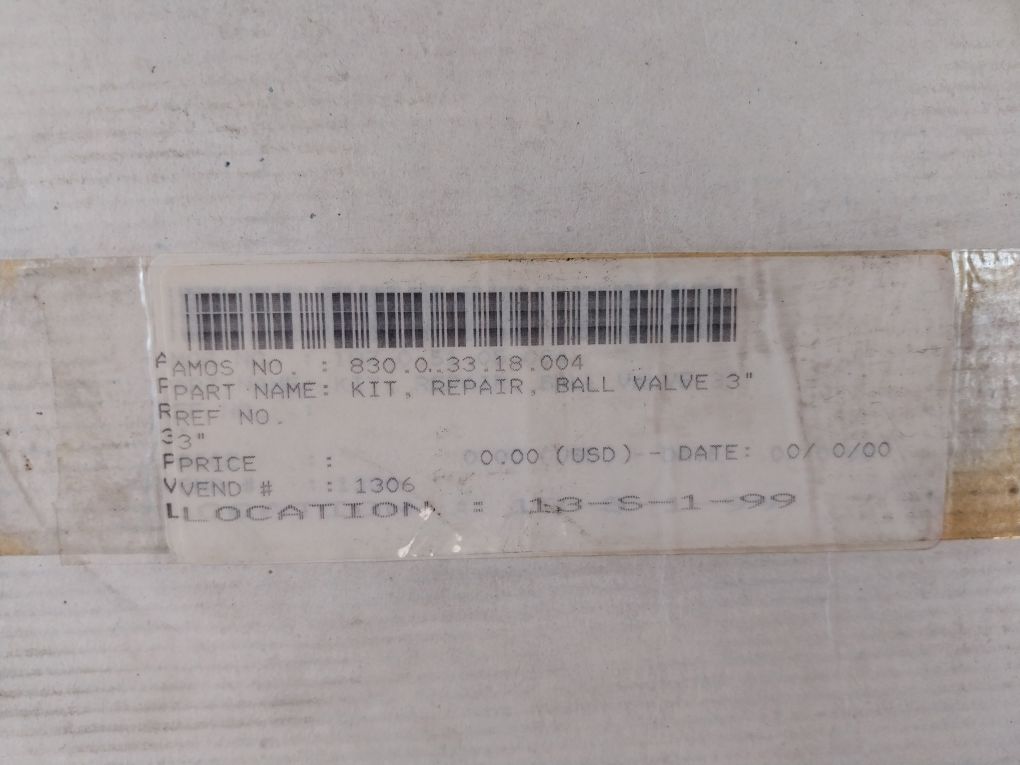 AMOS NO. : 830.0.33.18.004
PART NAME: KIT, REPAIR, BALL VALVE 3"
REF NO.
3"
PRICE : 0.00 (USD) -- DATE: 0/ 0/00
VEND # : 1306
LOCATION : 13-S-1-99